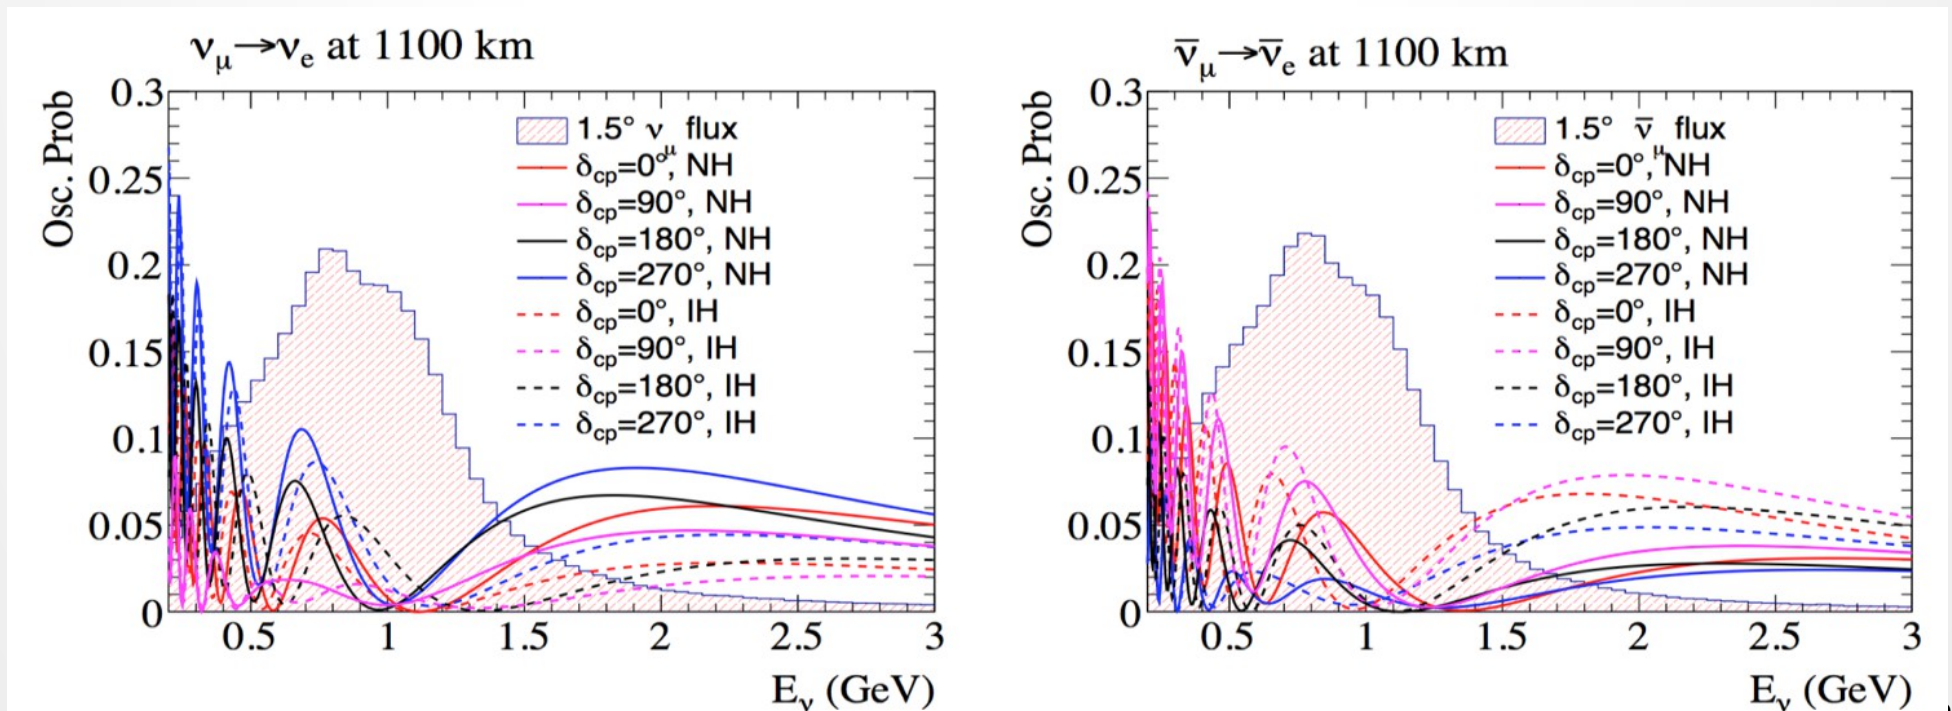 νμ→νe at 1100 km
Osc. Prob
0.3
0.25
0.2
0.15
0.1
0.05
0
0.5
1
1.5
2
2.5
3
Eν (GeV)
1.5° νμ flux
δcp=0°, NH
δcp=90°, NH
δcp=180°, NH
δcp=270°, NH
δcp=0°, IH
δcp=90°, IH
δcp=180°, IH
δcp=270°, IH
ν̅μ→ν̅e at 1100 km
Osc. Prob
0.3
0.25
0.2
0.15
0.1
0.05
0
0.5
1
1.5
2
2.5
3
Eν (GeV)
1.5° ν̅μ flux
δcp=0°, NH
δcp=90°, NH
δcp=180°, NH
δcp=270°, NH
δcp=0°, IH
δcp=90°, IH
δcp=180°, IH
δcp=270°, IH